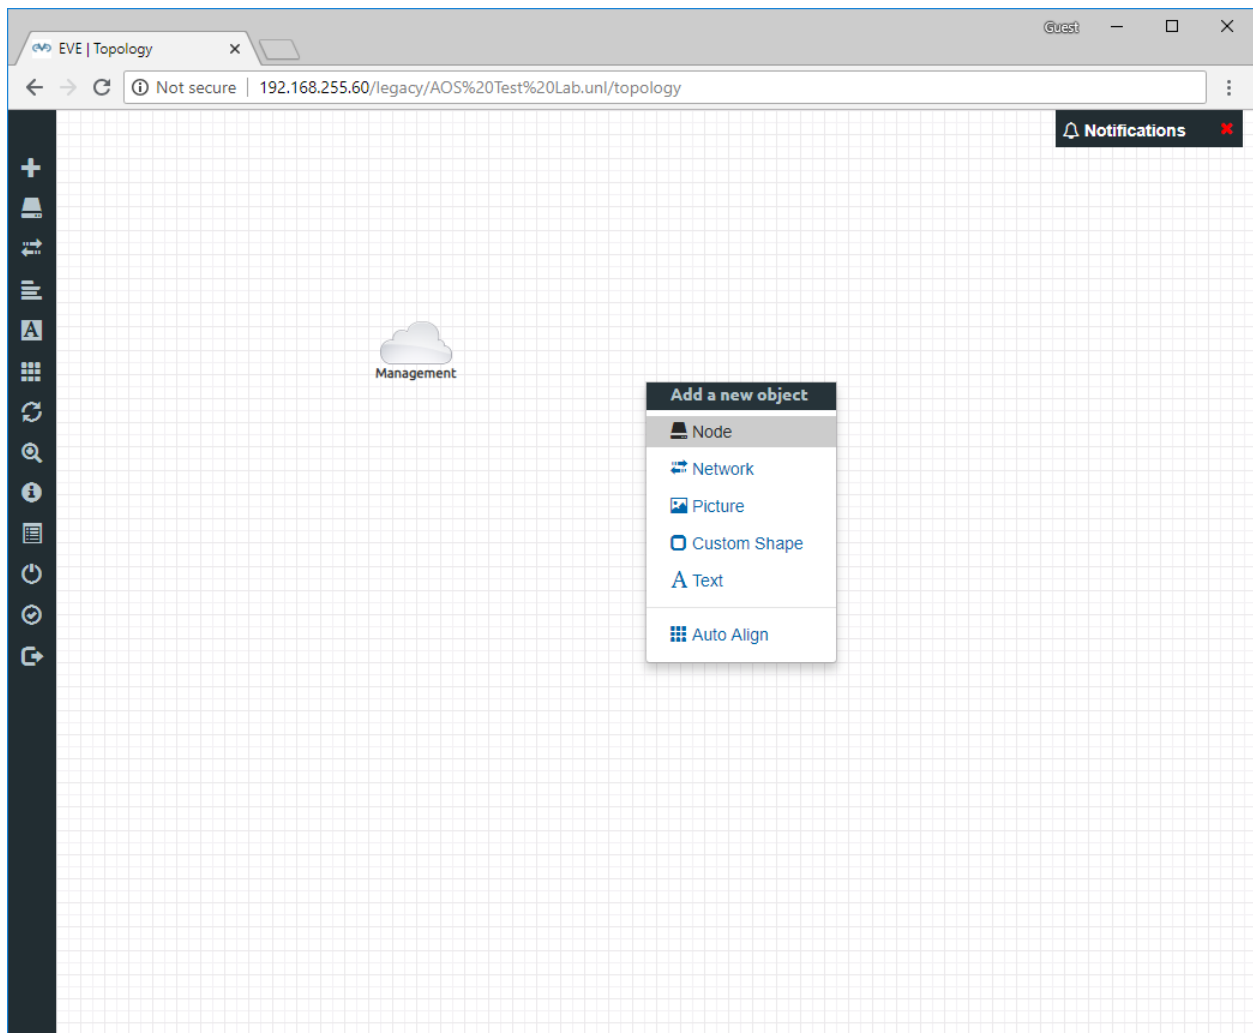 Guest
EVE | Topology
Not secure | 192.168.255.60/legacy/AOS%20Test%20Lab.unl/topology
Notifications
Management
Add a new object
Node
Network
Picture
Custom Shape
A Text
Auto Align